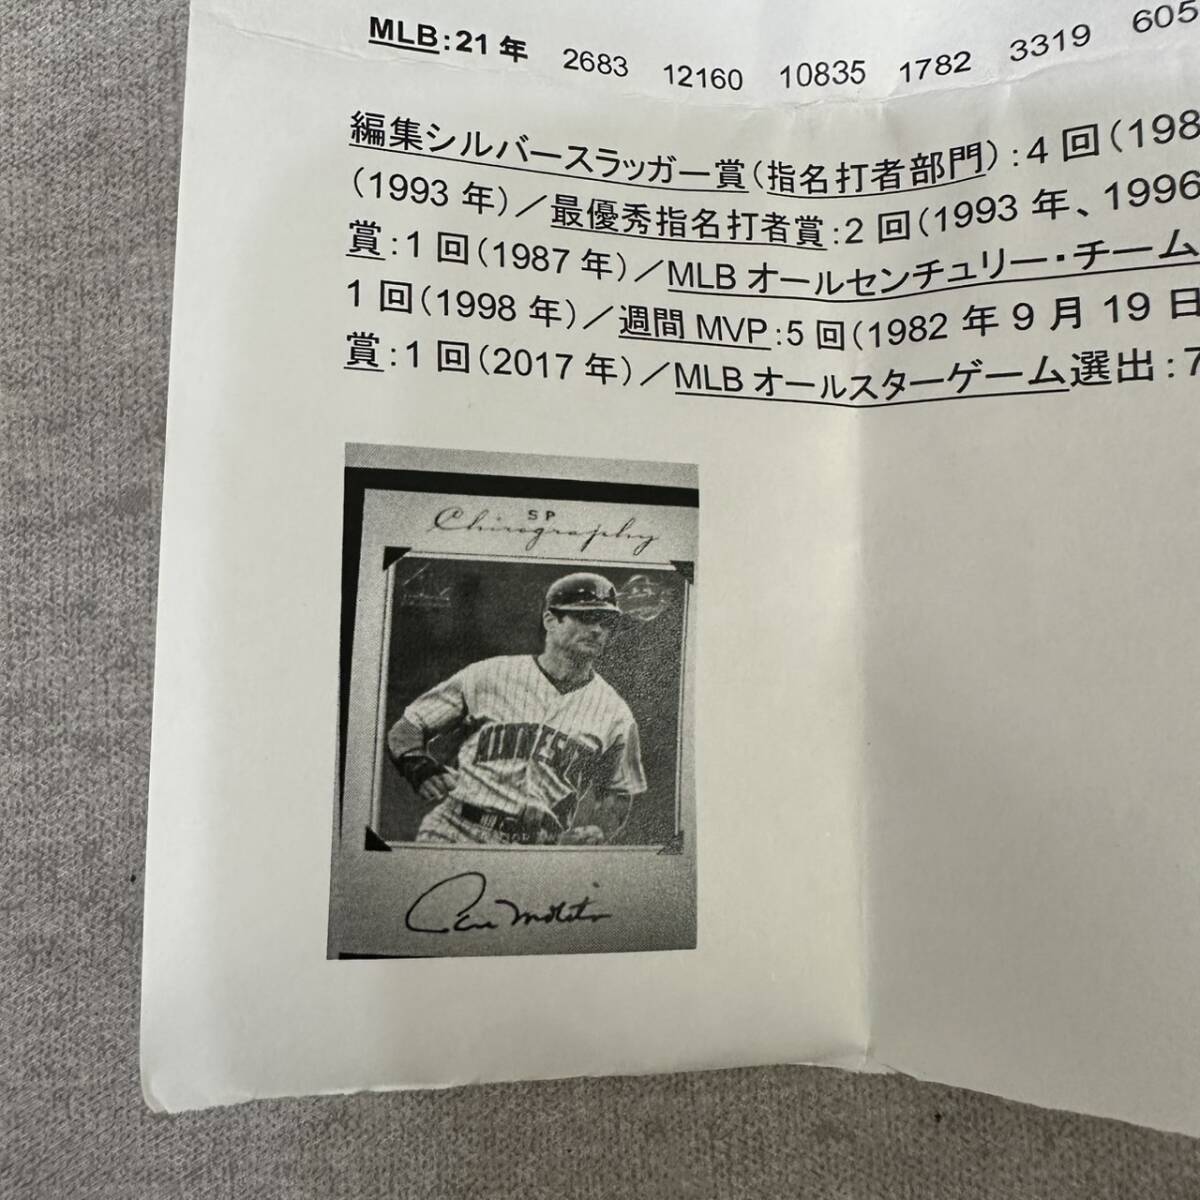 MLB:21年 2683 12160 10835 1782 3319 605
編集シルバースラッガー賞(指名打者部門):4回(198
(1993年)/最優秀指名打者賞:2回(1993年、1996
賞:1回(1987年)/MLBオールセンチュリー・チーム
1回(1998年)/週間MVP:5回(1982年9月19日
賞:1回(2017年)/MLBオールスターゲーム選出:7
SP
Chirography
MINNES
Paul Molitor